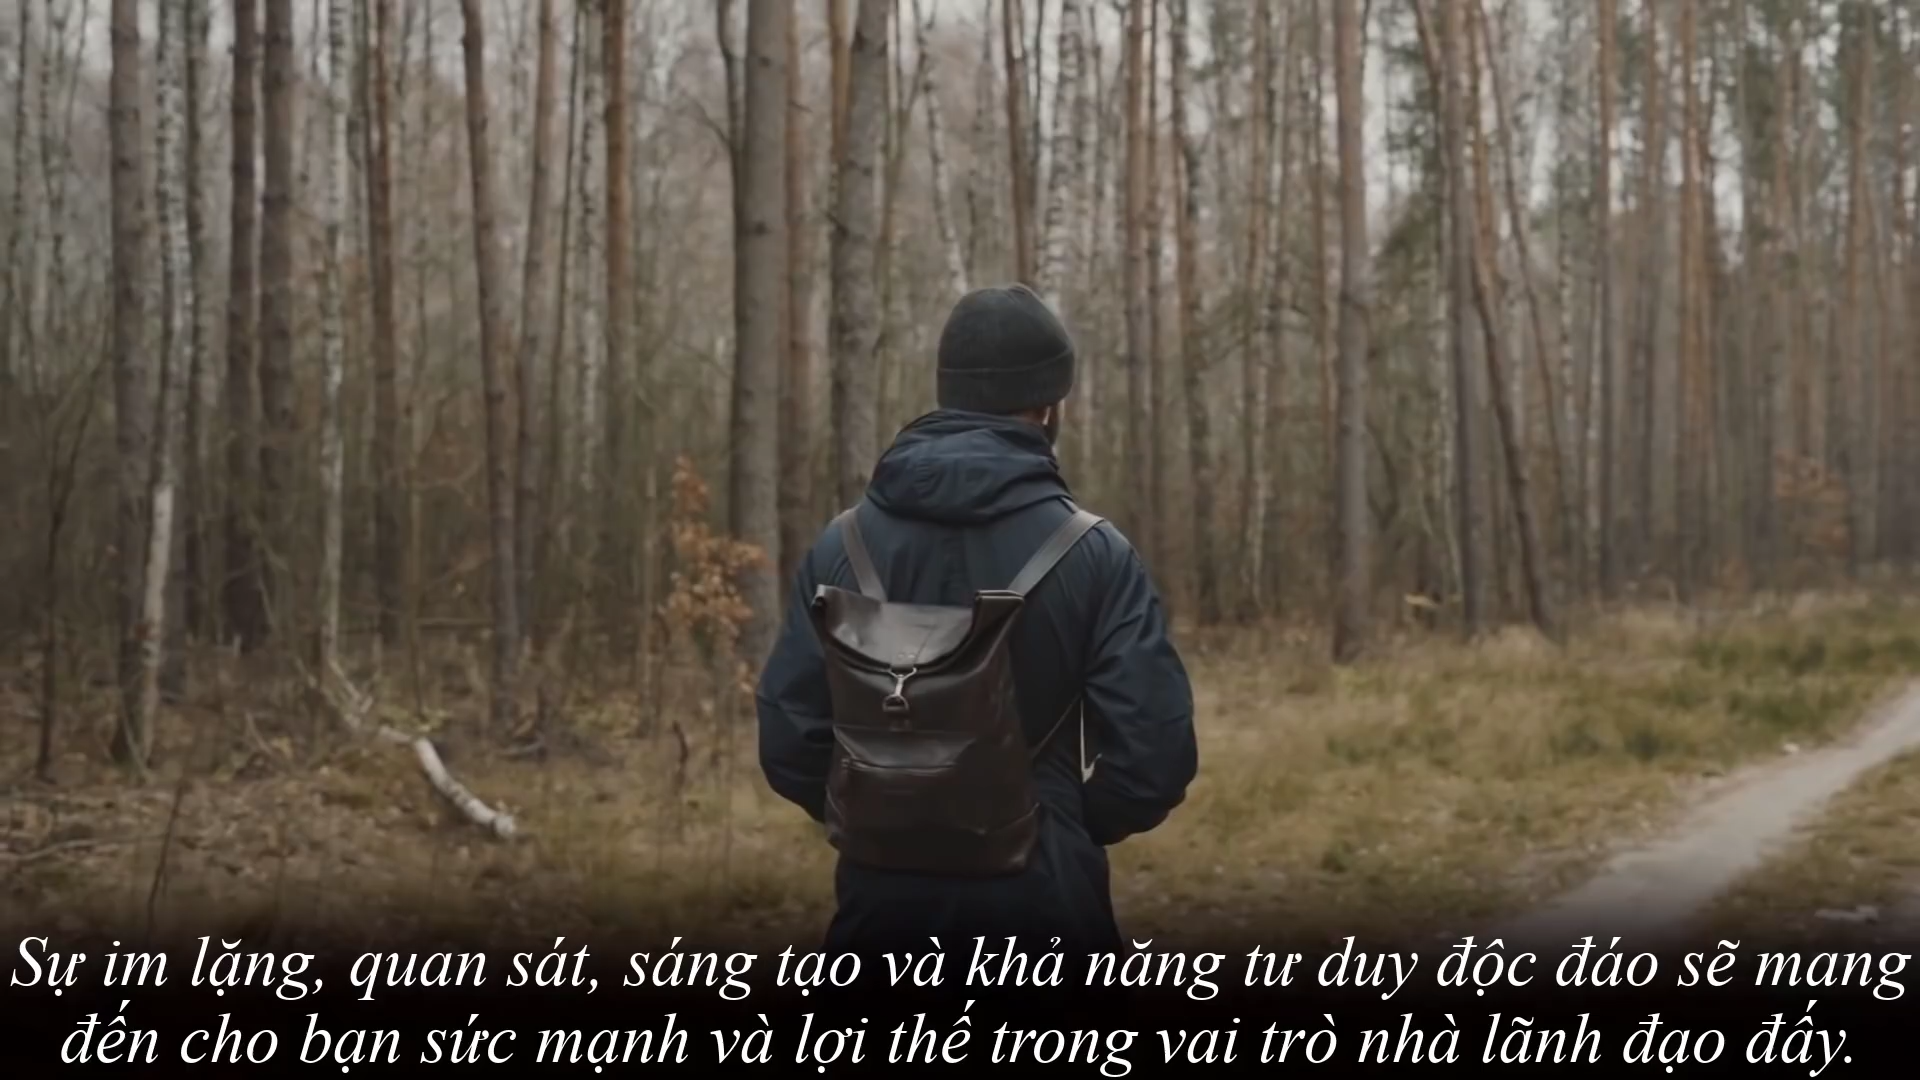 Sự im lặng, quan sát, sáng tạo và khả năng tư duy độc đáo sẽ mang
đến cho bạn sức mạnh và lợi thế trong vai trò nhà lãnh đạo đấy.